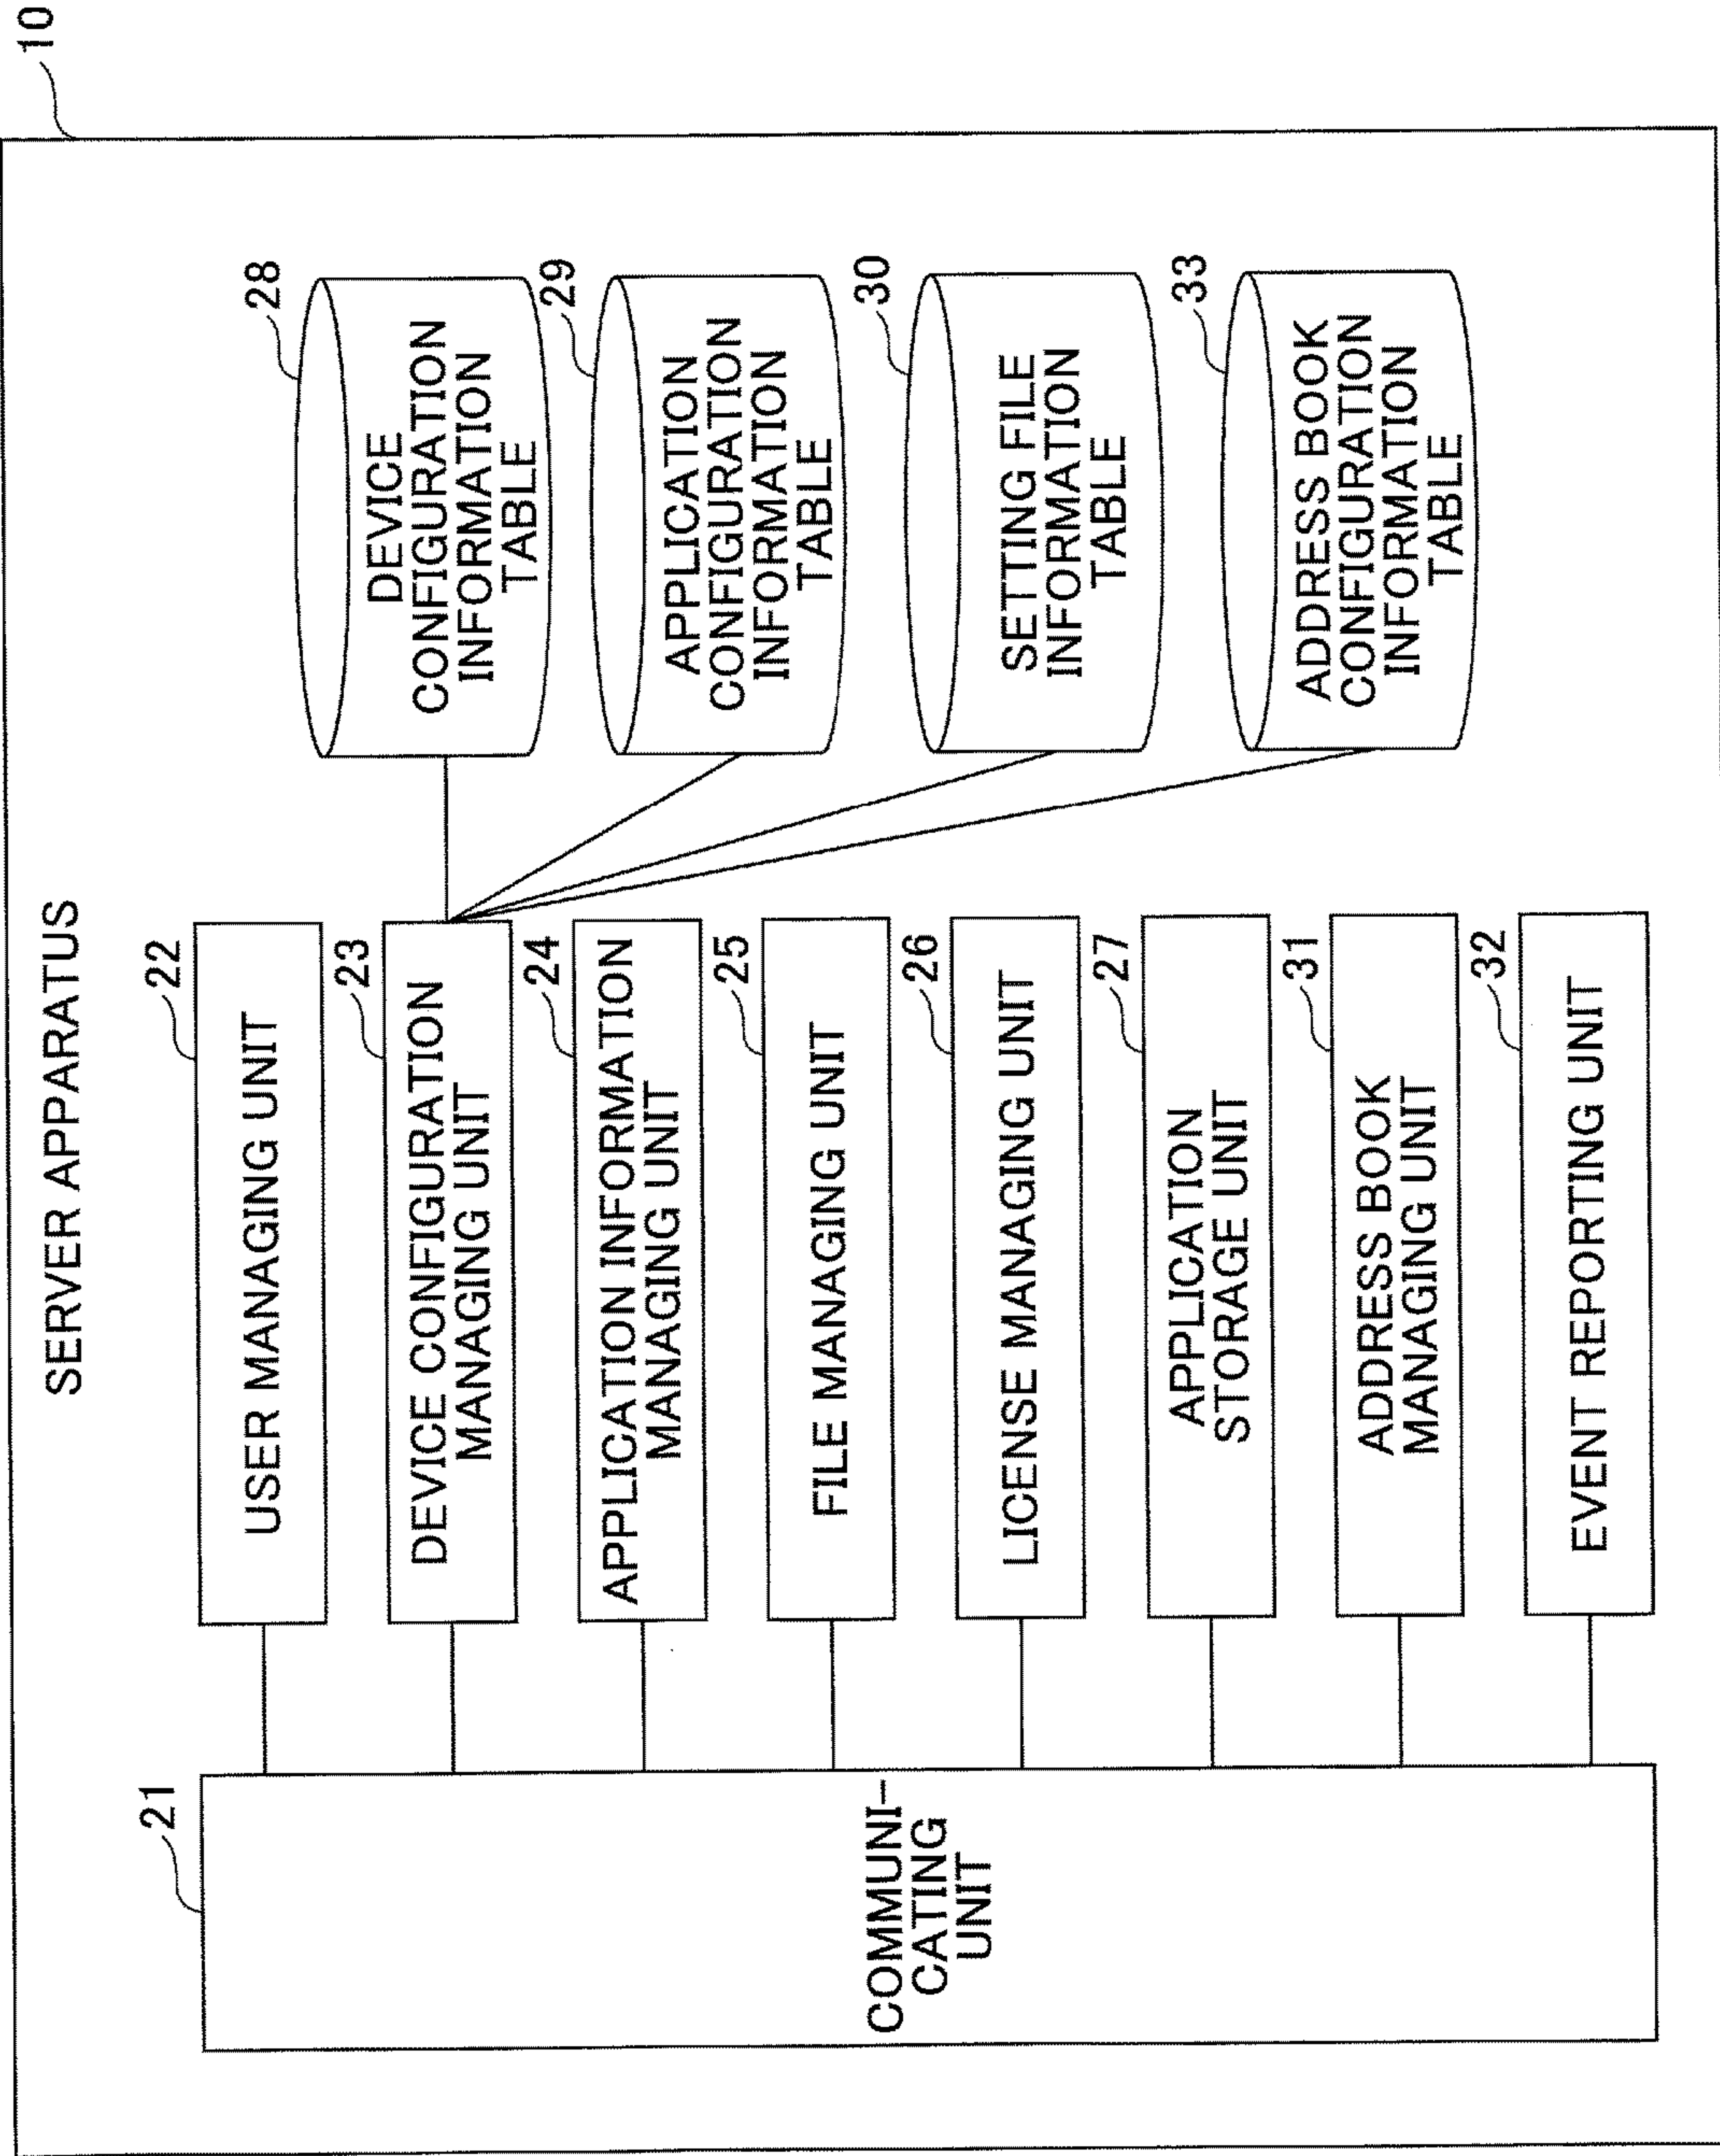 10
SERVER APPARATUS
21
COMMUNI-
CATING
UNIT
22
USER MANAGING UNIT
23
DEVICE CONFIGURATION
MANAGING UNIT
24
APPLICATION INFORMATION
MANAGING UNIT
25
FILE MANAGING UNIT
26
LICENSE MANAGING UNIT
27
APPLICATION
STORAGE UNIT
31
ADDRESS BOOK
MANAGING UNIT
32
EVENT REPORTING UNIT
28
DEVICE
CONFIGURATION
INFORMATION
TABLE
29
APPLICATION
CONFIGURATION
INFORMATION
TABLE
30
SETTING FILE
INFORMATION
TABLE
33
ADDRESS BOOK
CONFIGURATION
INFORMATION
TABLE